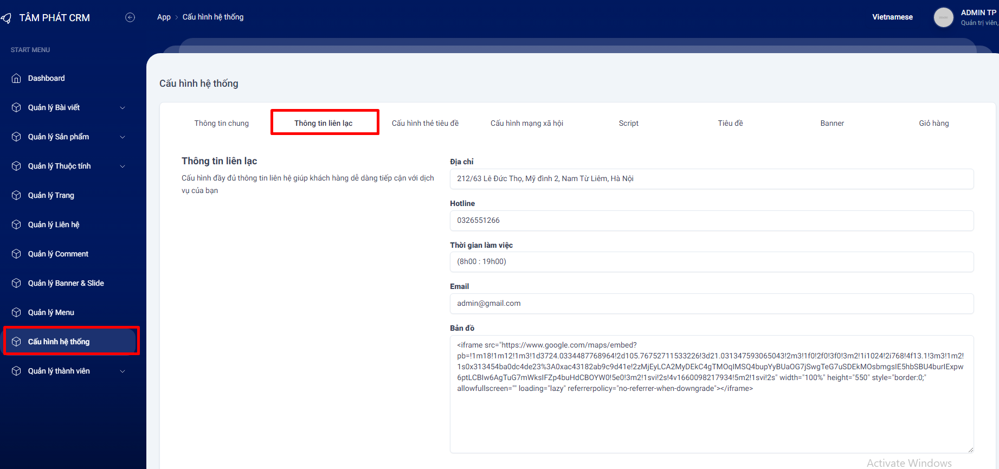 TÂM PHÁT CRM
App > Cấu hình hệ thống
Vietnamese
ADMIN TP
Quản trị viên,
START MENU
Dashboard
Quản lý Bài viết
Quản lý Sản phẩm
Quản lý Thuộc tính
Quản lý Trang
Quản lý Liên hệ
Quản lý Comment
Quản lý Banner & Slide
Quản lý Menu
Cấu hình hệ thống
Quản lý thành viên
Cấu hình hệ thống
Thông tin chung
Thông tin liên lạc
Cấu hình thẻ tiêu đề
Cấu hình mạng xã hội
Script
Tiêu đề
Banner
Giỏ hàng
Thông tin liên lạc
Cấu hình đầy đủ thông tin liên hệ giúp khách hàng dễ dàng tiếp cận với dịch
vụ của bạn
Địa chỉ
212/63 Lê Đức Thọ, Mỹ đình 2, Nam Từ Liêm, Hà Nội
Hotline
0326551266
Thời gian làm việc
(8h00 : 19h00)
Email
admin@gmail.com
Bản đồ
<iframe src="https://www.google.com/maps/embed?
pb=!1m18!1m12!1m3!1d3724.0334487768964!2d105.76752711533226!3d21.031347593065043!2m3!1f0!2f0!3f0!3m2!1i1024!2i768!4f13.1!3m3!1m2!
1s0x313454ba0dc4de23%3A0xac43182ab9c9d41e!2zMjEyLCA2MyDEkC4gTMOqIMSQ4bupYyBUaOG7jSwgTeG7uSDEkMOsbmgsIE5hbSBU4burIExpw
6ptLCBIw6AgTuG7mWksIFZp4buHdCBOYW0!5e0!3m2!1svi!2s!4v1660098217934!5m2!1svi!2s" width="100%" height="550" style="border:0;"
allowfullscreen="" loading="lazy" referrerpolicy="no-referrer-when-downgrade"></iframe>
Activate Windows